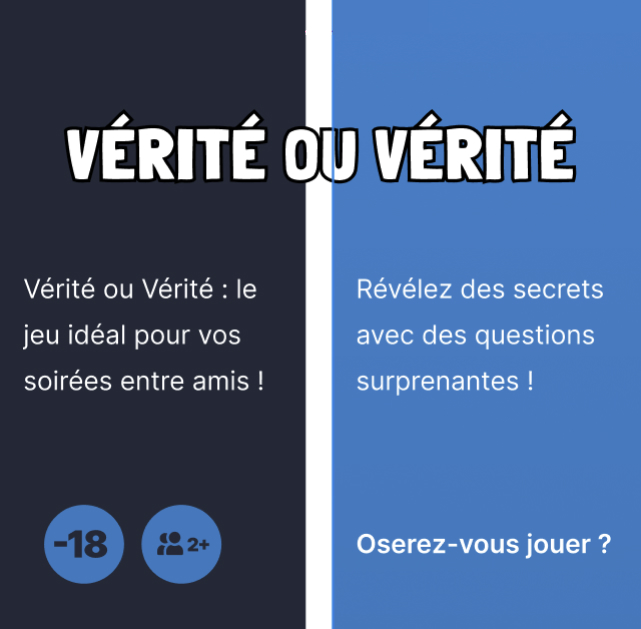 VÉRITÉ OU VÉRITÉ
Vérité ou Vérité : le
jeu idéal pour vos
soirées entre amis !
Révélez des secrets
avec des questions
surprenantes !
-18
2+
Oserez-vous jouer ?